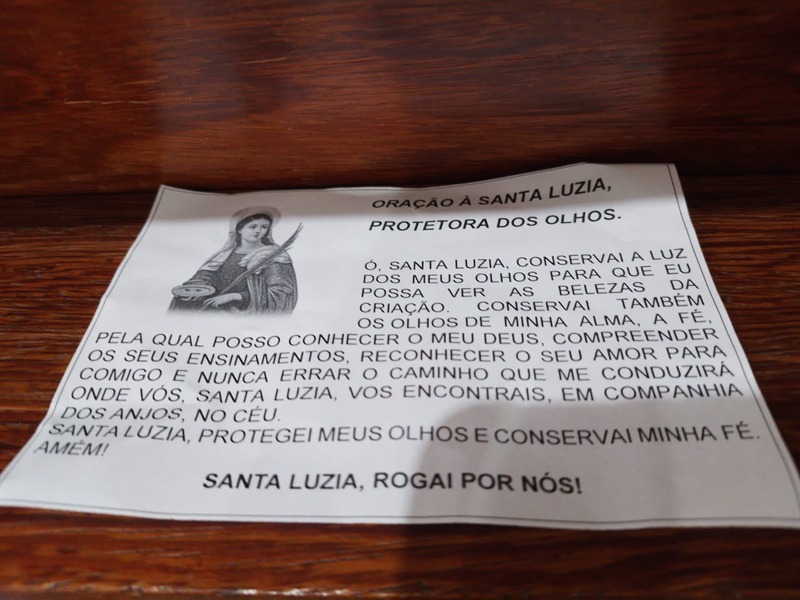 ORAÇÃO À SANTA LUZIA,
PROTETORA DOS OLHOS.
Ó, SANTA LUZIA, CONSERVAI A LUZ
DOS MEUS OLHOS PARA QUE EU
POSSA VER AS BELEZAS DA
CRIAÇÃO. CONSERVAI TAMBÉM
OS OLHOS DE MINHA ALMA, A FÉ,
PELA QUAL POSSO CONHECER O MEU DEUS, COMPREENDER
OS SEUS ENSINAMENTOS, RECONHECER O SEU AMOR PARA
COMIGO E NUNCA ERRAR O CAMINHO QUE ME CONDUZIRÁ
ONDE VÓS, SANTA LUZIA, VOS ENCONTRAIS, EM COMPANHIA
DOS ANJOS, NO CÉU.
SANTA LUZIA, PROTEGEI MEUS OLHOS E CONSERVAI MINHA FÉ.
AMÉM!
SANTA LUZIA, ROGAI POR NÓS!